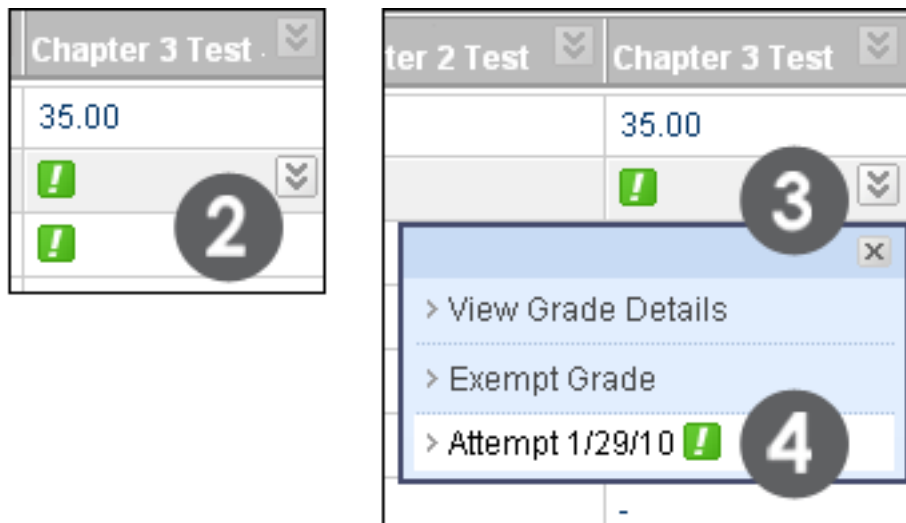 Chapter 3 Test
35.00
!
2
!
ter 2 Test Chapter 3 Test
35.00
!
3
View Grade Details
Exempt Grade
Attempt 1/29/10 !
4
-